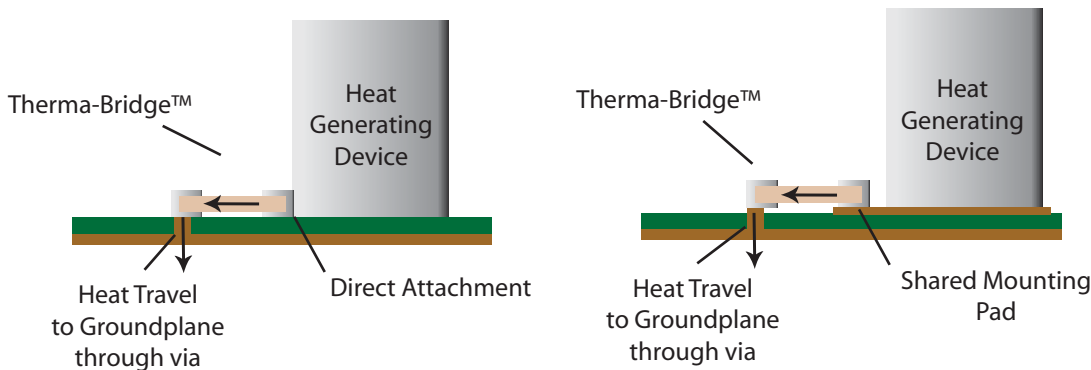 Therma-Bridge™
Heat
Generating
Device
Direct Attachment
Heat Travel
to Groundplane
through via
Therma-Bridge™
Heat
Generating
Device
Shared Mounting
Pad
Heat Travel
to Groundplane
through via